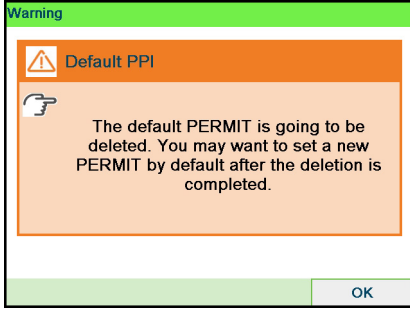 Warning
Default PPI
The default PERMIT is going to be
deleted. You may want to set a new
PERMIT by default after the deletion is
completed.
OK